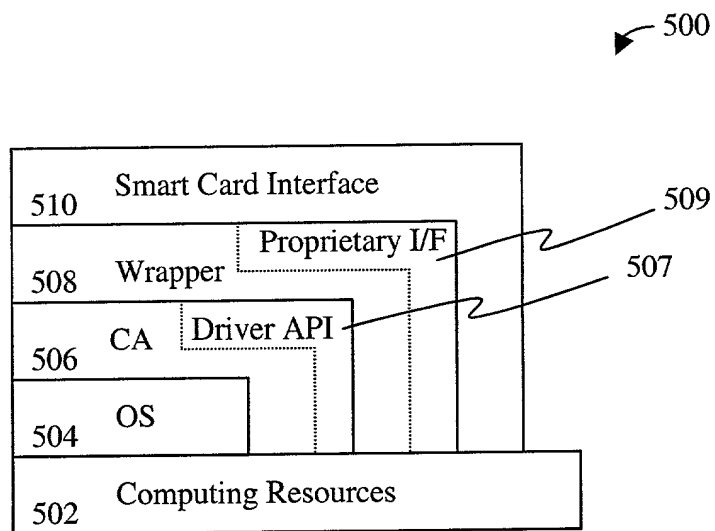 500
Smart Card Interface
510
509
Proprietary I/F
508
Wrapper
507
Driver API
506
CA
504
OS
502
Computing Resources